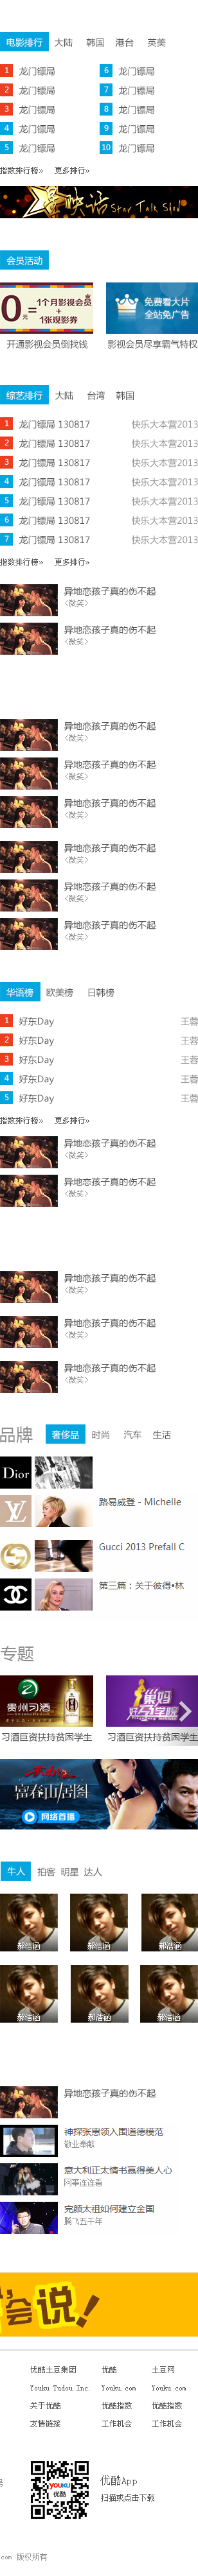 电影排行 大陆 韩国 港台 英美
1 龙门镖局 6 龙门镖局
2 龙门镖局 7 龙门镖局
3 龙门镖局 8 龙门镖局
4 龙门镖局 9 龙门镖局
5 龙门镖局 10 龙门镖局
指数排行榜» 更多排行»
Star Talk Show
会员活动
0元=1个月影视会员+1张观影券
免费看大片
全站免广告
开通影视会员倒找钱 影视会员尽享霸气特权
综艺排行 大陆 台湾 韩国
1 龙门镖局 130817 快乐大本营2013
2 龙门镖局 130817 快乐大本营2013
3 龙门镖局 130817 快乐大本营2013
4 龙门镖局 130817 快乐大本营2013
5 龙门镖局 130817 快乐大本营2013
6 龙门镖局 130817 快乐大本营2013
7 龙门镖局 130817 快乐大本营2013
指数排行榜» 更多排行»
异地恋孩子真的伤不起
<微笑>
异地恋孩子真的伤不起
<微笑>
异地恋孩子真的伤不起
<微笑>
异地恋孩子真的伤不起
<微笑>
异地恋孩子真的伤不起
<微笑>
异地恋孩子真的伤不起
<微笑>
异地恋孩子真的伤不起
<微笑>
异地恋孩子真的伤不起
<微笑>
华语榜 欧美榜 日韩榜
1 好东Day 王蓉
2 好东Day 王蓉
3 好东Day 王蓉
4 好东Day 王蓉
5 好东Day 王蓉
指数排行榜» 更多排行»
异地恋孩子真的伤不起
<微笑>
异地恋孩子真的伤不起
<微笑>
异地恋孩子真的伤不起
<微笑>
异地恋孩子真的伤不起
<微笑>
异地恋孩子真的伤不起
<微笑>
品牌 奢侈品 时尚 汽车 生活
Dior
路易威登 - Michelle
Gucci 2013 Prefall C
第三篇：关于彼得•林
专题
贵州习酒
习酒巨资扶持贫困学生 习酒巨资扶持贫困学生
富春山居图
网络首播
牛人 拍客 明星 达人
郝浩涵 郝浩涵 郝浩涵
郝浩涵 郝浩涵 郝浩涵
异地恋孩子真的伤不起
神探张惠领入围道德模范
敬业奉献
意大利正太情书赢得美人心
网事连连看
完颜太祖如何建立金国
腾飞五千年
会说!
优酷土豆集团 优酷 土豆网
Youku Tudou Inc. Youku.com Youku.com
关于优酷 优酷指数 优酷指数
友情链接 工作机会 工作机会
YOUKU
优酷
优酷App
扫描或点击下载
com 版权所有